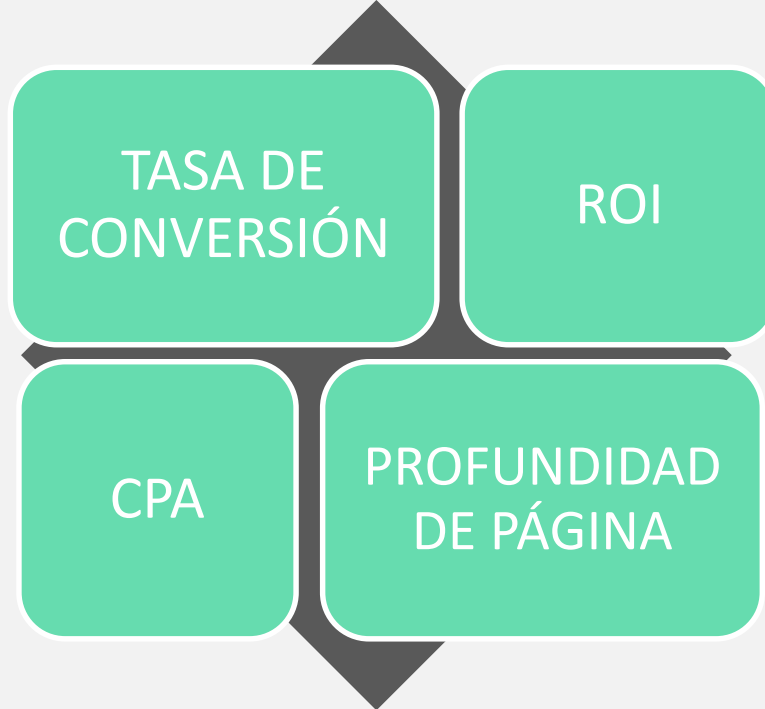 TASA DE
CONVERSIÓN
ROI
CPA
PROFUNDIDAD
DE PÁGINA